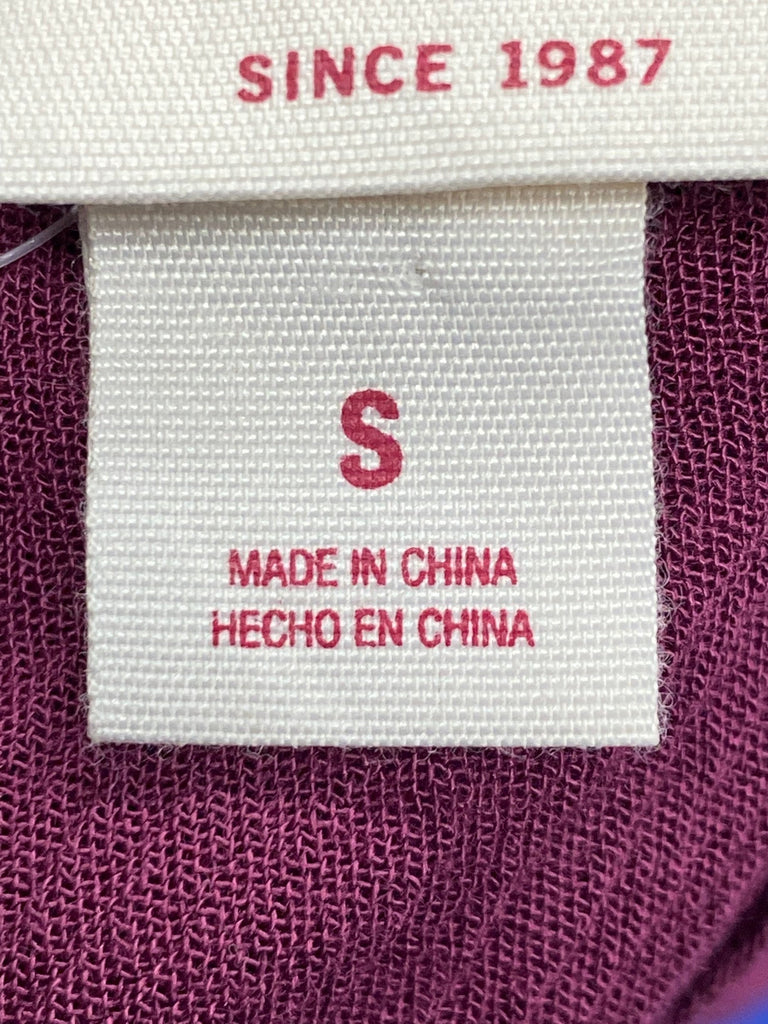 SINCE 1987
S
MADE IN CHINA
HECHO EN CHINA